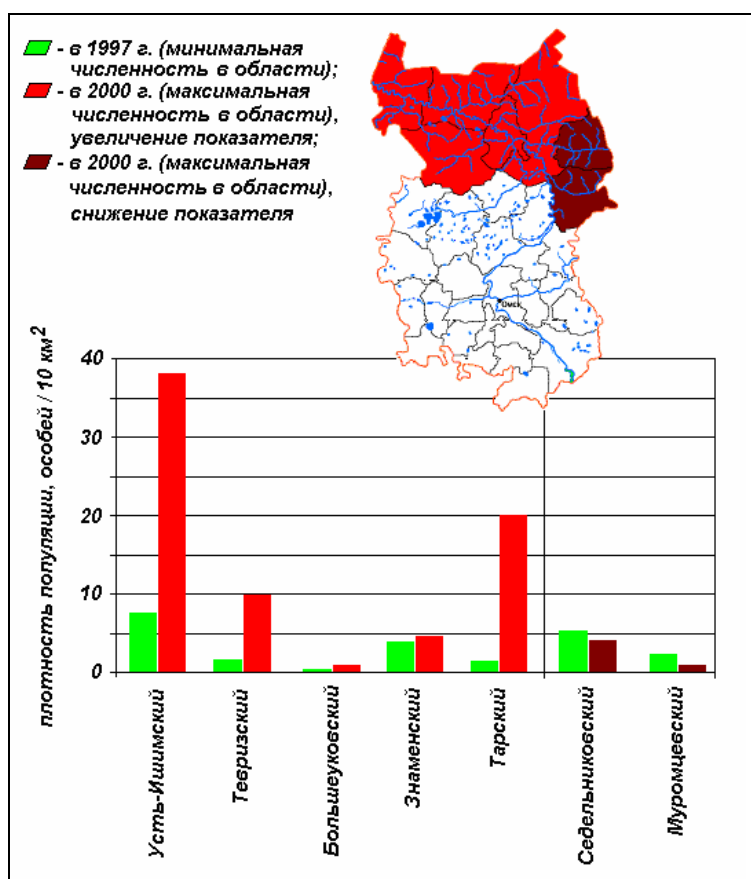 - в 1997 г. (минимальная
численность в области);
- в 2000 г. (максимальная
численность в области),
увеличение показателя;
- в 2000 г. (максимальная
численность в области),
снижение показателя
Омск
плотность популяции, особей / 10 км²
40
30
20
10
0
Усть-Ишимский
Тевризский
Большеуковский
Знаменский
Тарский
Седельниковский
Муромцевский